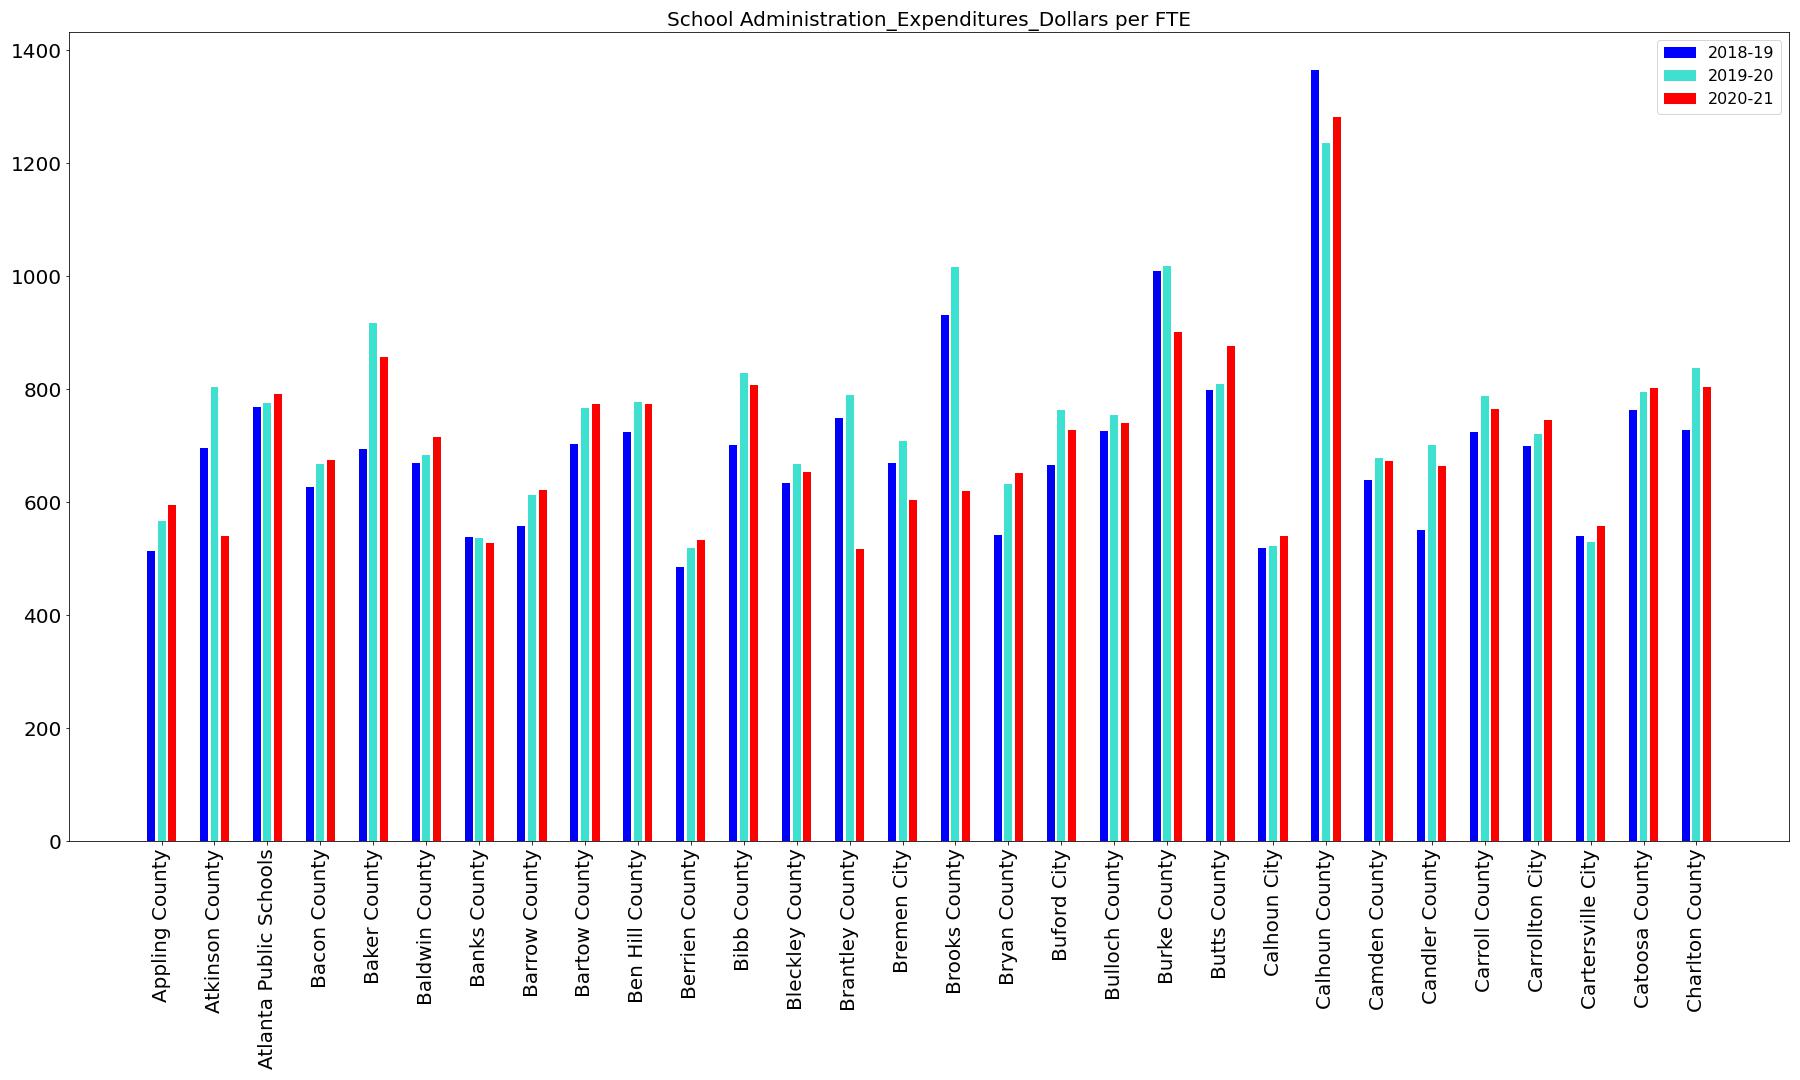 School Administration_Expenditures_Dollars per FTE
2018-19
2019-20
2020-21
1400
1200
1000
800
600
400
200
0
Appling County
Atkinson County
Atlanta Public Schools
Bacon County
Baker County
Baldwin County
Banks County
Barrow County
Bartow County
Ben Hill County
Berrien County
Bibb County
Bleckley County
Brantley County
Bremen City
Brooks County
Bryan County
Buford City
Bulloch County
Burke County
Butts County
Calhoun City
Calhoun County
Camden County
Candler County
Carroll County
Carrollton City
Cartersville City
Catoosa County
Charlton County